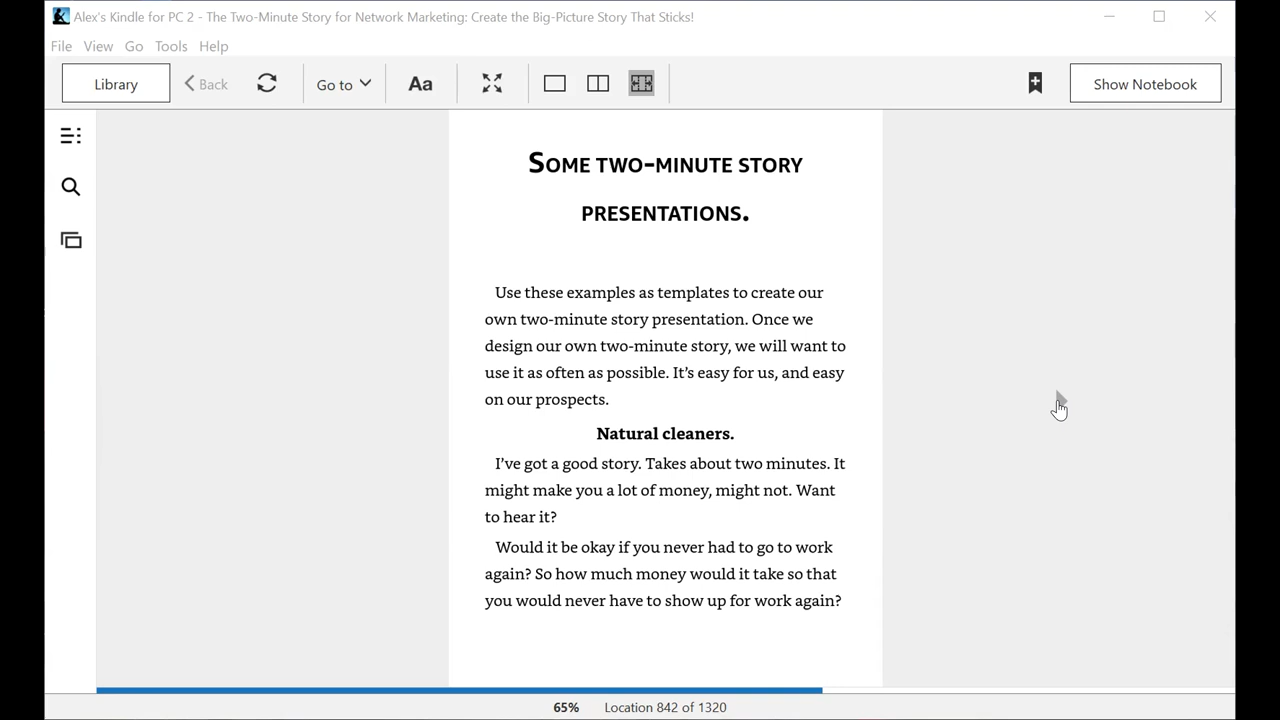 Alex's Kindle for PC 2 - The Two-Minute Story for Network Marketing: Create the Big-Picture Story That Sticks!
File View Go Tools Help
Library Back Go to Aa Show Notebook
Some two-minute story
presentations.
Use these examples as templates to create our
own two-minute story presentation. Once we
design our own two-minute story, we will want to
use it as often as possible. It’s easy for us, and easy
on our prospects.
Natural cleaners.
I’ve got a good story. Takes about two minutes. It
might make you a lot of money, might not. Want
to hear it?
Would it be okay if you never had to go to work
again? So how much money would it take so that
you would never have to show up for work again?
65% Location 842 of 1320